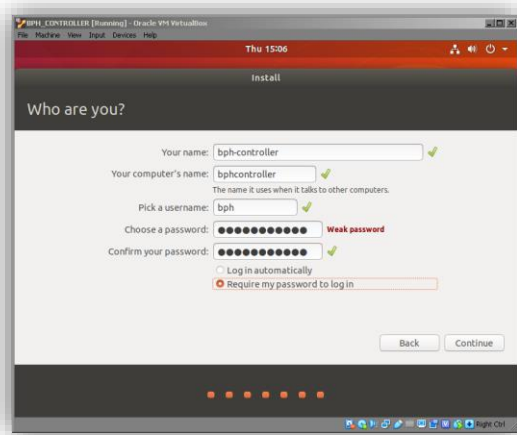 BPH_CONTROLLER [Running] - Oracle VM VirtualBox
File Machine View Input Devices Help
Thu 15:06
Install
Who are you?
Your name: bph-controller
Your computer's name: bphcontroller
The name it uses when it talks to other computers.
Pick a username: bph
Choose a password: ●●●●●●●●●●● Weak password
Confirm your password: ●●●●●●●●●●●
Log in automatically
Require my password to log in
Back Continue
Right Ctrl